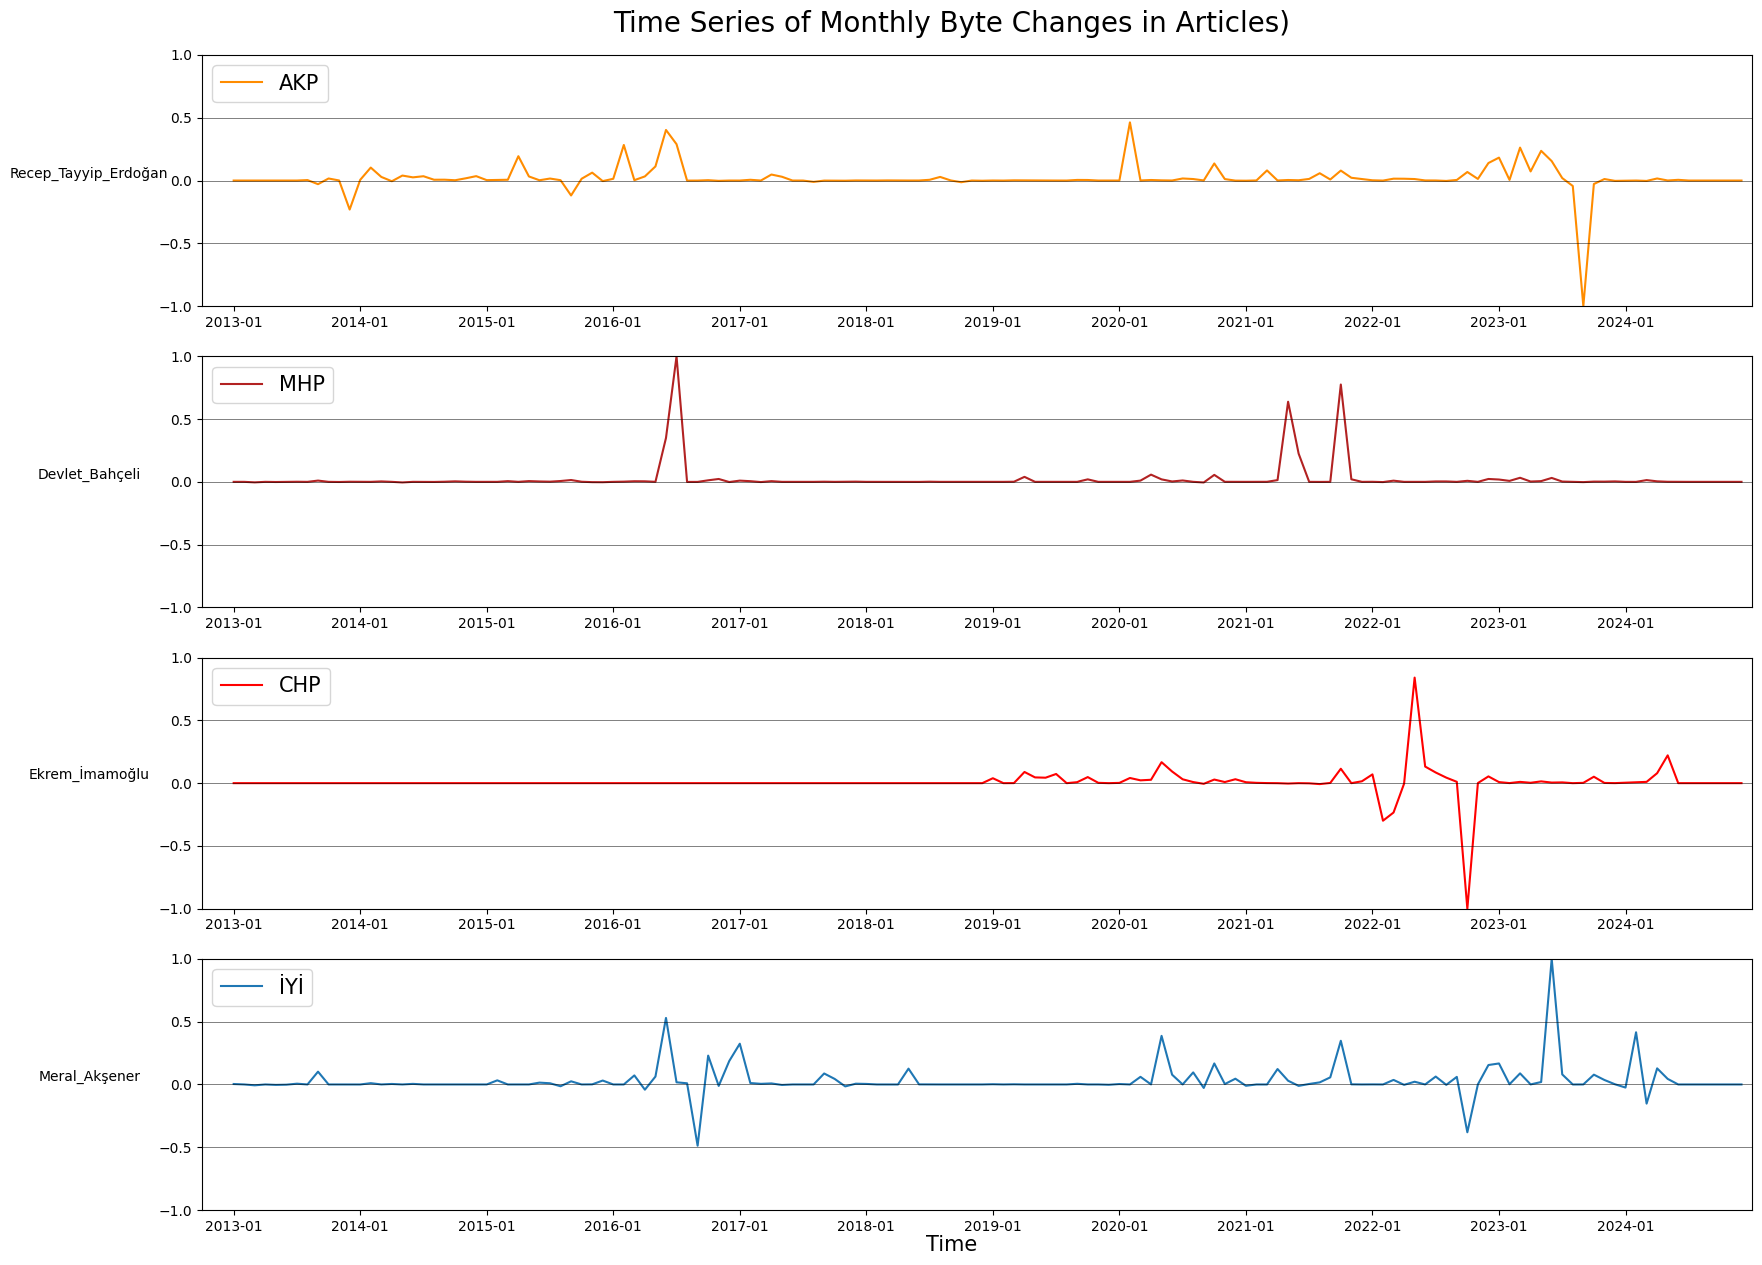 Time Series of Monthly Byte Changes in Articles)
AKP
1.0
0.5
0.0
−0.5
−1.0
Recep_Tayyip_Erdoğan
2013-01 2014-01 2015-01 2016-01 2017-01 2018-01 2019-01 2020-01 2021-01 2022-01 2023-01 2024-01
MHP
1.0
0.5
0.0
−0.5
−1.0
Devlet_Bahçeli
2013-01 2014-01 2015-01 2016-01 2017-01 2018-01 2019-01 2020-01 2021-01 2022-01 2023-01 2024-01
CHP
1.0
0.5
0.0
−0.5
−1.0
Ekrem_İmamoğlu
2013-01 2014-01 2015-01 2016-01 2017-01 2018-01 2019-01 2020-01 2021-01 2022-01 2023-01 2024-01
İYİ
1.0
0.5
0.0
−0.5
−1.0
Meral_Akşener
2013-01 2014-01 2015-01 2016-01 2017-01 2018-01 2019-01 2020-01 2021-01 2022-01 2023-01 2024-01
Time